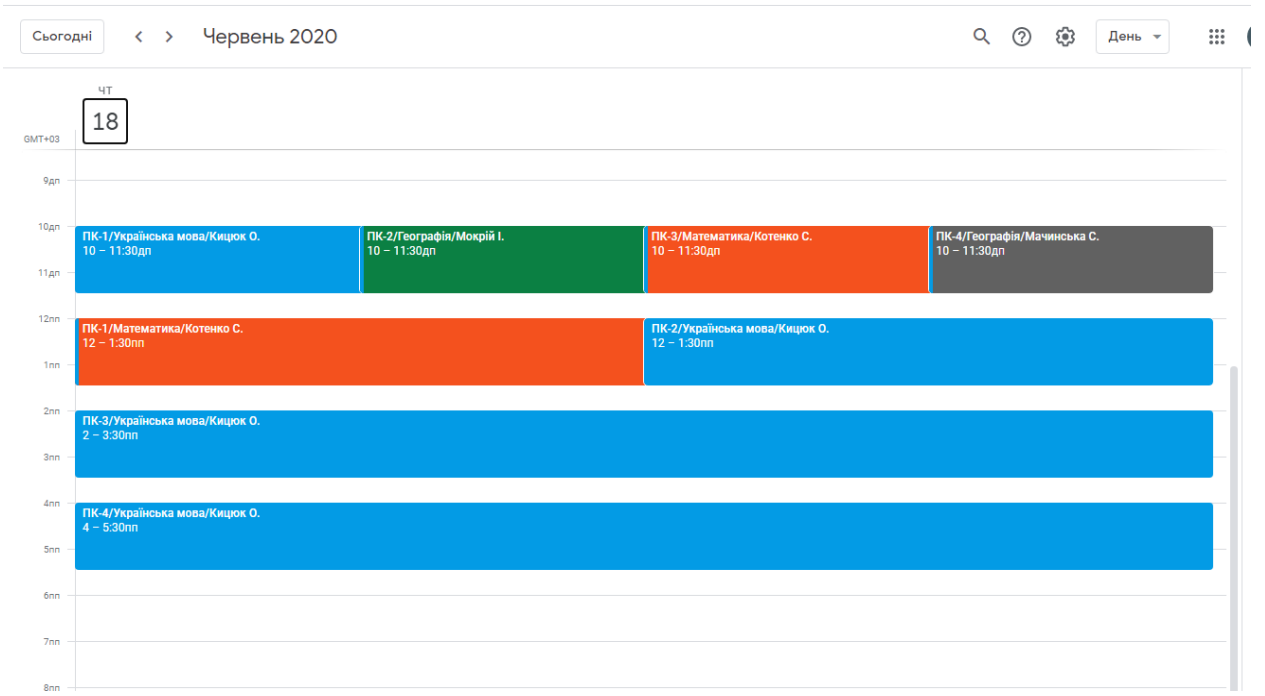 Сьогодні
Червень 2020
День
ЧТ
18
GMT+03
9дп
10дп
ПК-1/Українська мова/Кицюк О.
10 – 11:30дп
ПК-2/Географія/Мокрій І.
10 – 11:30дп
ПК-3/Математика/Котенко С.
10 – 11:30дп
ПК-4/Географія/Мачинська С.
10 – 11:30дп
11дп
12пп
ПК-1/Математика/Котенко С.
12 – 1:30пп
ПК-2/Українська мова/Кицюк О.
12 – 1:30пп
1пп
2пп
ПК-3/Українська мова/Кицюк О.
2 – 3:30пп
3пп
4пп
ПК-4/Українська мова/Кицюк О.
4 – 5:30пп
5пп
6пп
7пп
8пп